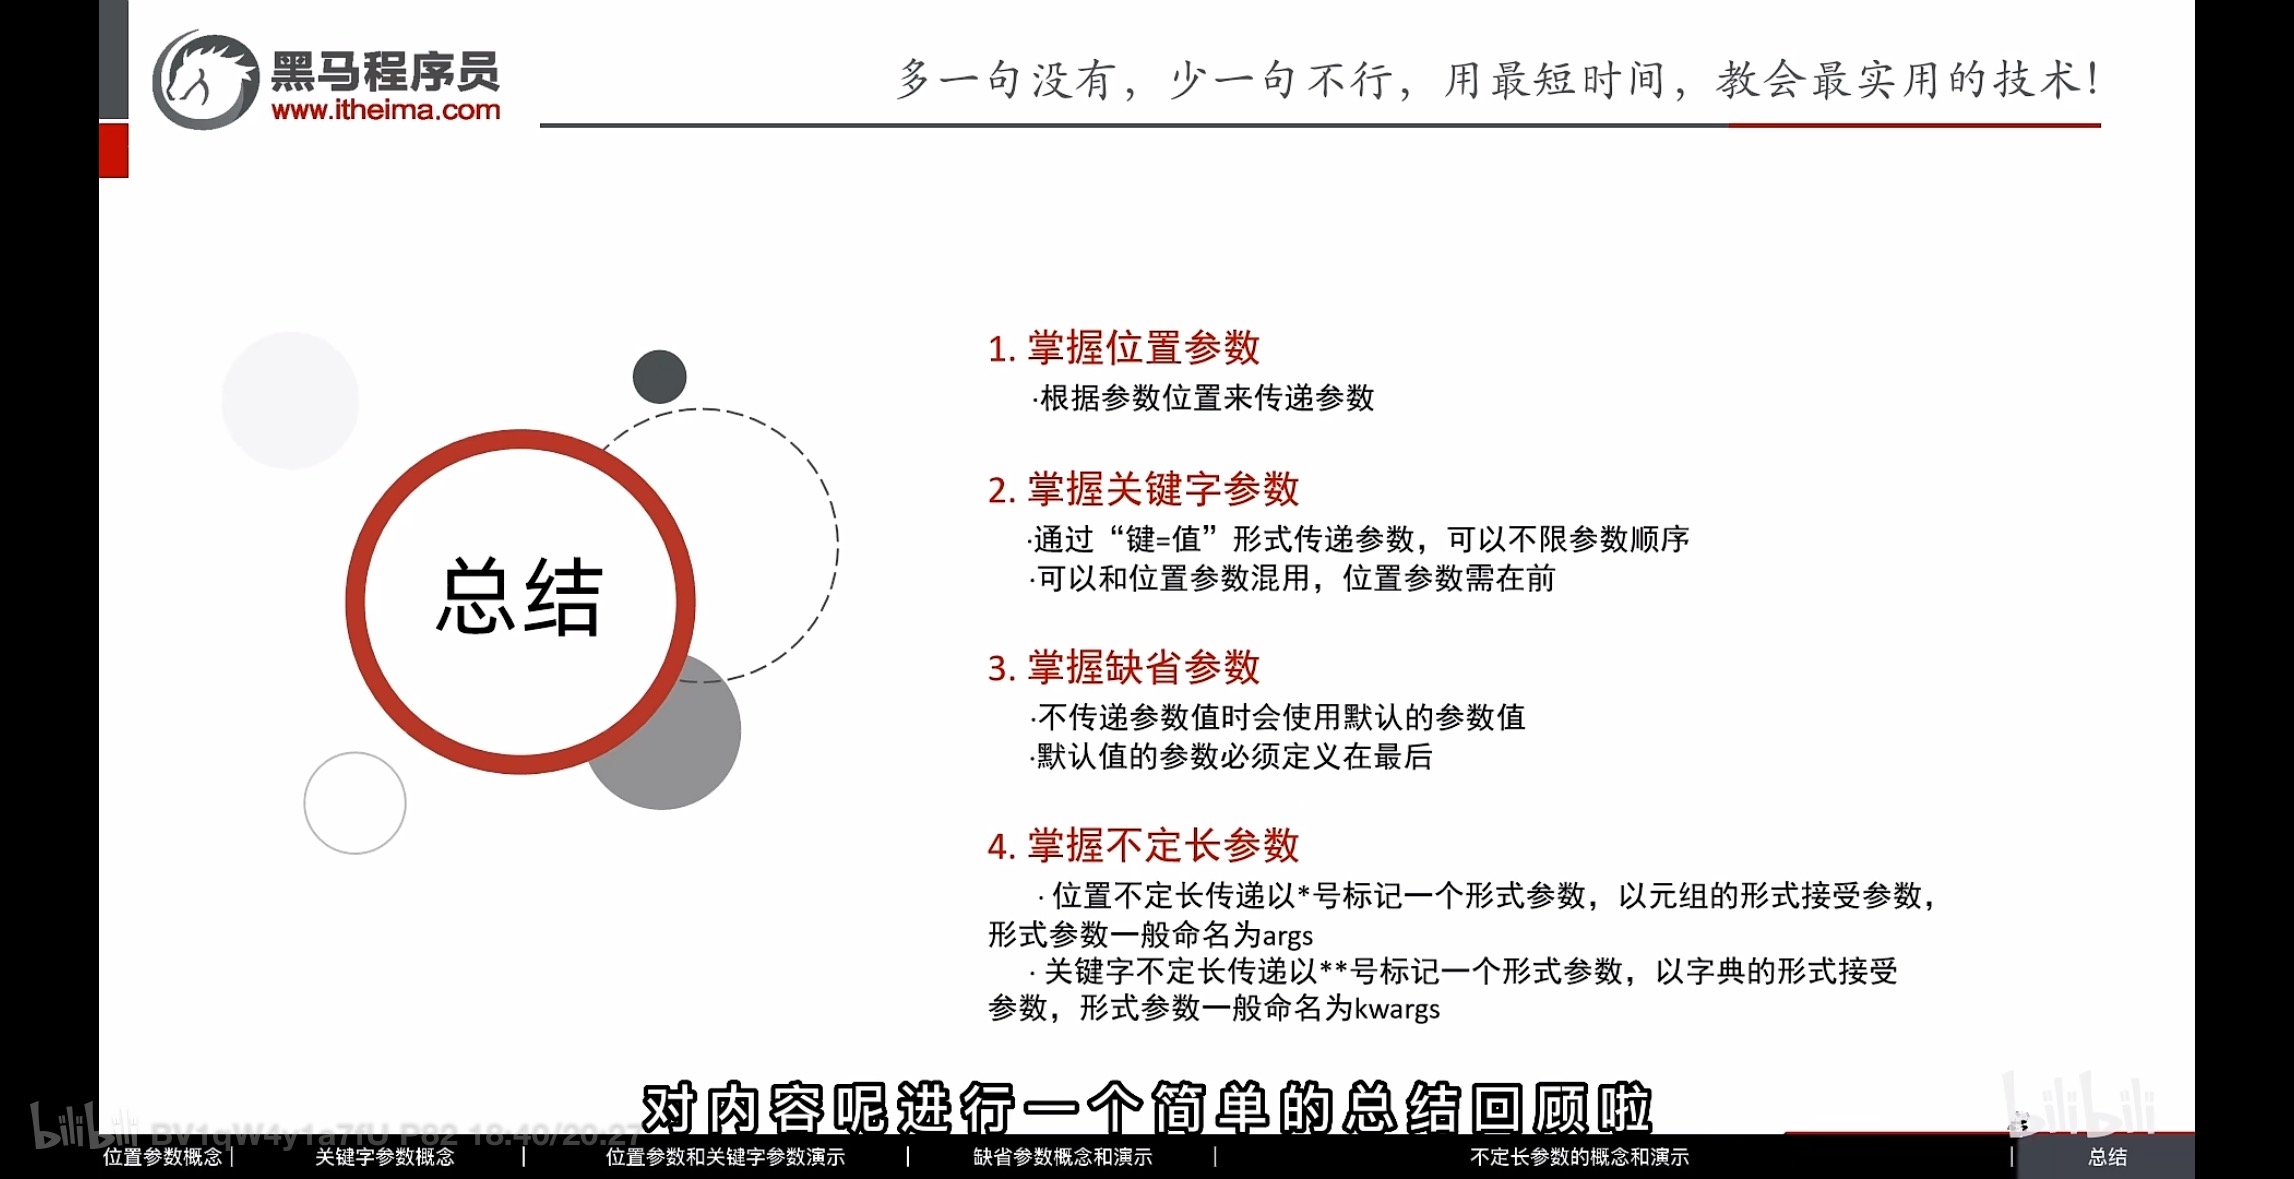 黑马程序员
www.itheima.com
多一句没有，少一句不行，用最短时间，教会最实用的技术！
总结
1. 掌握位置参数
·根据参数位置来传递参数
2. 掌握关键字参数
·通过“键=值”形式传递参数，可以不限参数顺序
·可以和位置参数混用，位置参数需在前
3. 掌握缺省参数
·不传递参数值时会使用默认的参数值
·默认值的参数必须定义在最后
4. 掌握不定长参数
· 位置不定长传递以*号标记一个形式参数，以元组的形式接受参数，
形式参数一般命名为args
· 关键字不定长传递以**号标记一个形式参数，以字典的形式接受
参数，形式参数一般命名为kwargs
对内容呢进行一个简单的总结回顾啦
bilibili BV1qW4y1a7fU P82 18:40/20:27
bilibili
位置参数概念 | 关键字参数概念 | 位置参数和关键字参数演示 | 缺省参数概念和演示 | 不定长参数的概念和演示 | 总结